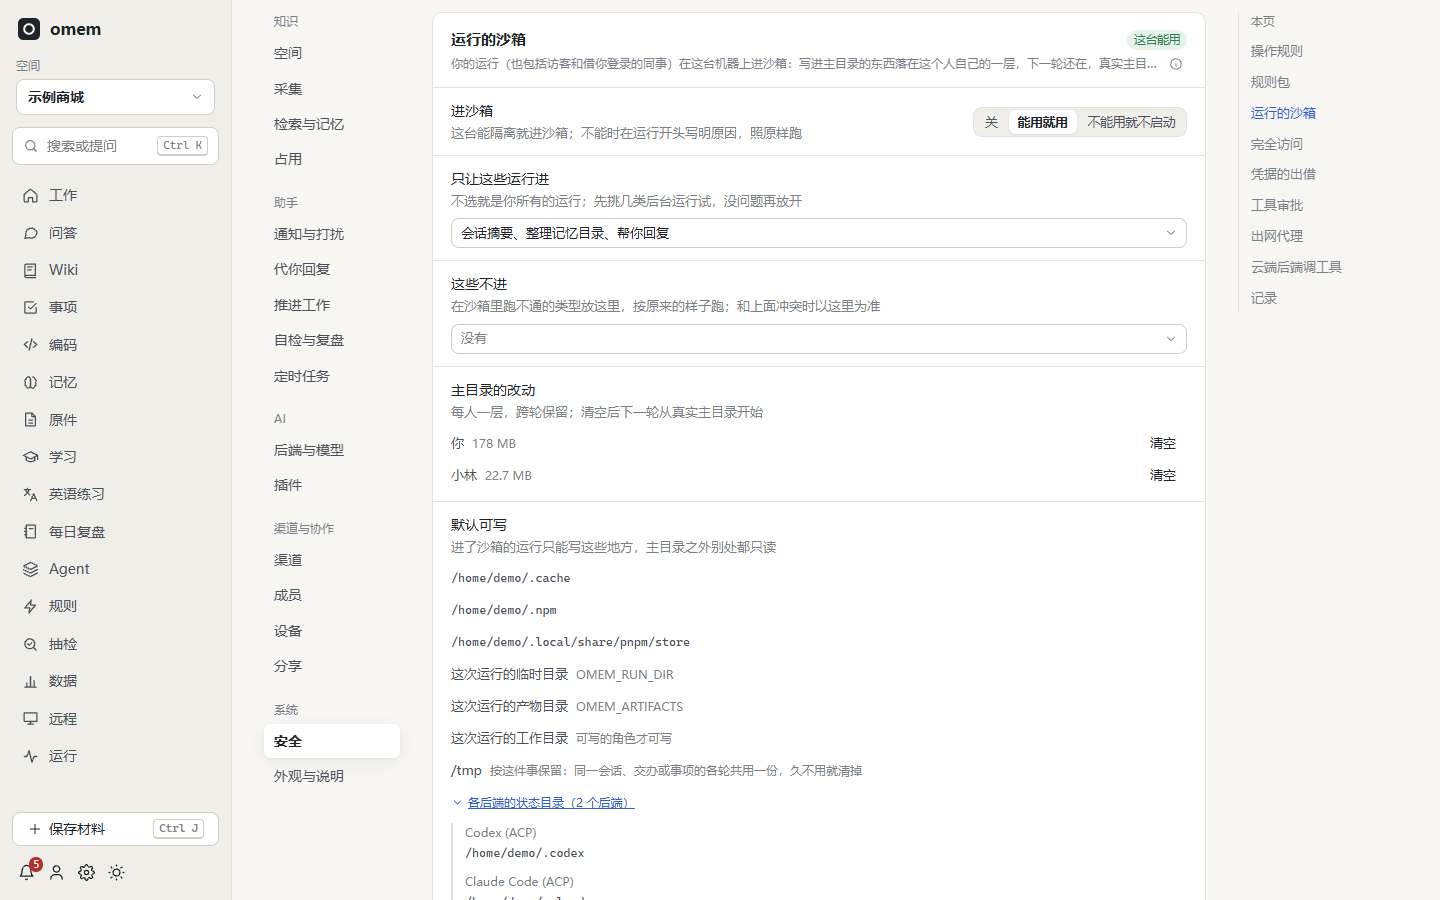 omem
空间
示例商城
搜索或提问 Ctrl K
工作
问答
Wiki
事项
编码
记忆
原件
学习
英语练习
每日复盘
Agent
规则
抽检
数据
远程
运行
保存材料 Ctrl J
5
知识
空间
采集
检索与记忆
占用
助手
通知与打扰
代你回复
推进工作
自检与复盘
定时任务
AI
后端与模型
插件
渠道与协作
渠道
成员
设备
分享
系统
安全
外观与说明
运行的沙箱 这台能用
你的运行（也包括访客和借你登录的同事）在这台机器上进沙箱：写进主目录的东西落在这个人自己的一层，下一轮还在，真实主目...
进沙箱
这台能隔离就进沙箱；不能时在运行开头写明原因，照原样跑
关 能用就用 不能用就不启动
只让这些运行进
不选就是你所有的运行；先挑几类后台运行试，没问题再放开
会话摘要、整理记忆目录、帮你回复
这些不进
在沙箱里跑不通的类型放这里，按原来的样子跑；和上面冲突时以这里为准
没有
主目录的改动
每人一层，跨轮保留；清空后下一轮从真实主目录开始
你 178 MB 清空
小林 22.7 MB 清空
默认可写
进了沙箱的运行只能写这些地方，主目录之外别处都只读
/home/demo/.cache
/home/demo/.npm
/home/demo/.local/share/pnpm/store
这次运行的临时目录 OMEM_RUN_DIR
这次运行的产物目录 OMEM_ARTIFACTS
这次运行的工作目录 可写的角色才可写
/tmp 按这件事保留：同一会话、交办或事项的各轮共用一份，久不用就清掉
各后端的状态目录（2 个后端）
Codex (ACP)
/home/demo/.codex
Claude Code (ACP)
本页
操作规则
规则包
运行的沙箱
完全访问
凭据的出借
工具审批
出网代理
云端后端调工具
记录